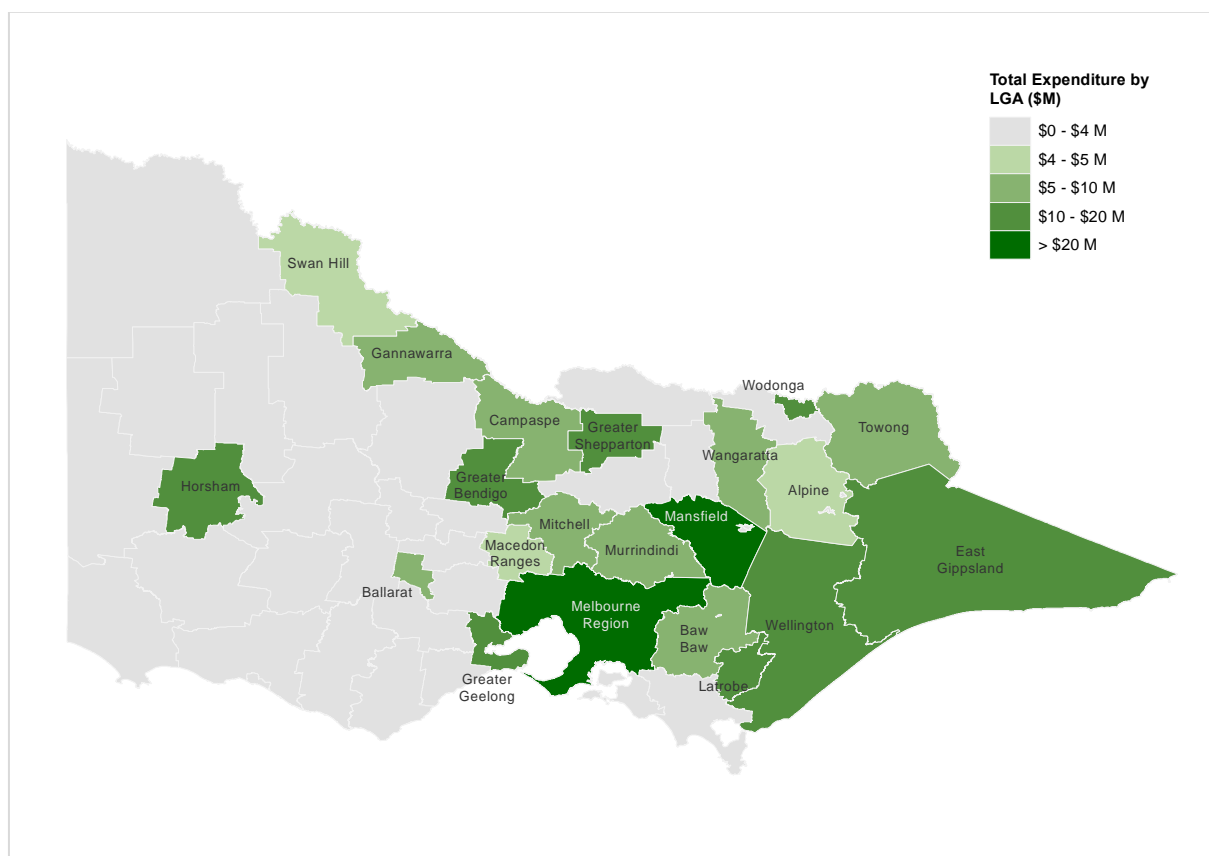 Total Expenditure by
LGA ($M)
$0 - $4 M
$4 - $5 M
$5 - $10 M
$10 - $20 M
> $20 M
Swan Hill
Gannawarra
Wodonga
Campaspe
Greater
Shepparton
Towong
Wangaratta
Horsham
Greater
Bendigo
Alpine
Mansfield
Mitchell
Macedon
Ranges
Murrindindi
East
Gippsland
Ballarat
Melbourne
Region
Wellington
Baw
Baw
Latrobe
Greater
Geelong